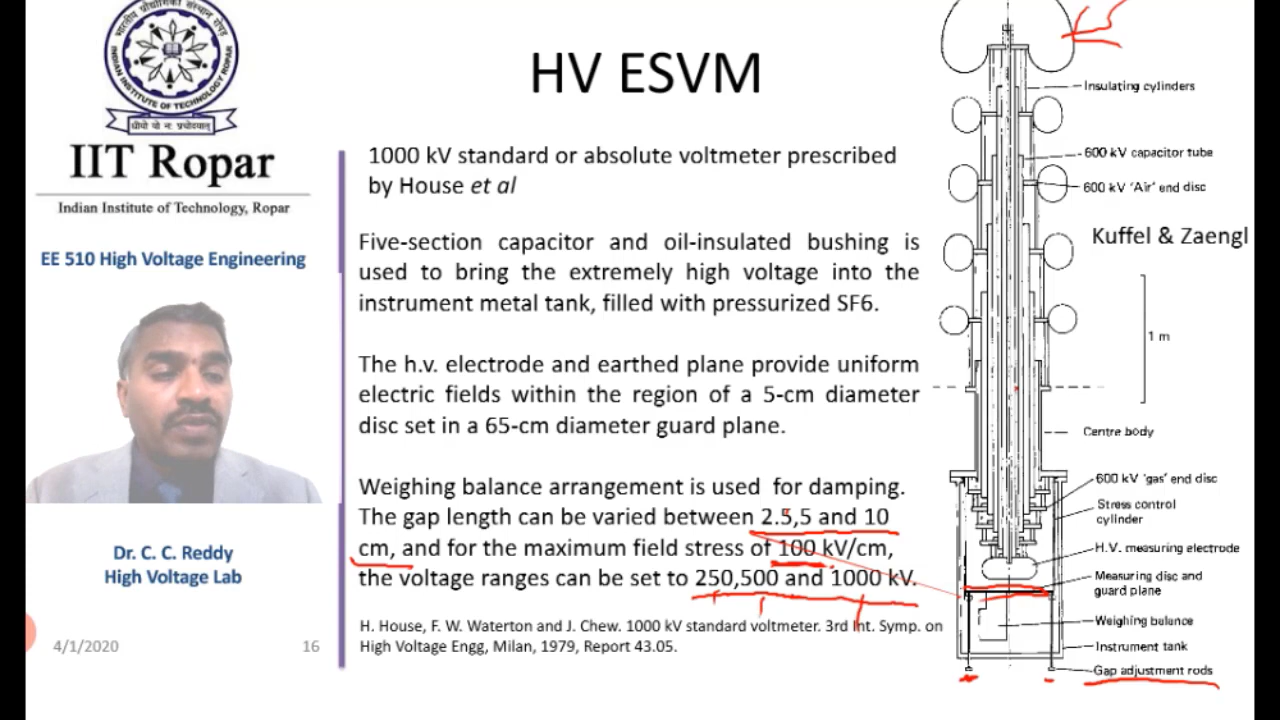 भारतीय प्रौद्योगिकी संस्थान रोपड़
INDIAN INSTITUTE OF TECHNOLOGY ROPAR
धीयो यो नः प्रचोदयात्
IIT Ropar
Indian Institute of Technology, Ropar
EE 510 High Voltage Engineering
Dr. C. C. Reddy
High Voltage Lab
4/1/2020
16
HV ESVM
1000 kV standard or absolute voltmeter prescribed
by House et al
Five-section capacitor and oil-insulated bushing is
used to bring the extremely high voltage into the
instrument metal tank, filled with pressurized SF6.
The h.v. electrode and earthed plane provide uniform
electric fields within the region of a 5-cm diameter
disc set in a 65-cm diameter guard plane.
Weighing balance arrangement is used for damping.
The gap length can be varied between 2.5,5 and 10
cm, and for the maximum field stress of 100 kV/cm,
the voltage ranges can be set to 250,500 and 1000 kV.
H. House, F. W. Waterton and J. Chew. 1000 kV standard voltmeter. 3rd Int. Symp. on
High Voltage Engg, Milan, 1979, Report 43.05.
Insulating cylinders
600 kV capacitor tube
600 kV 'Air' end disc
Kuffel & Zaengl
1 m
Centre body
600 kV 'gas' end disc
Stress control
cylinder
H.V. measuring electrode
Measuring disc and
guard plane
Weighing balance
Instrument tank
Gap adjustment rods